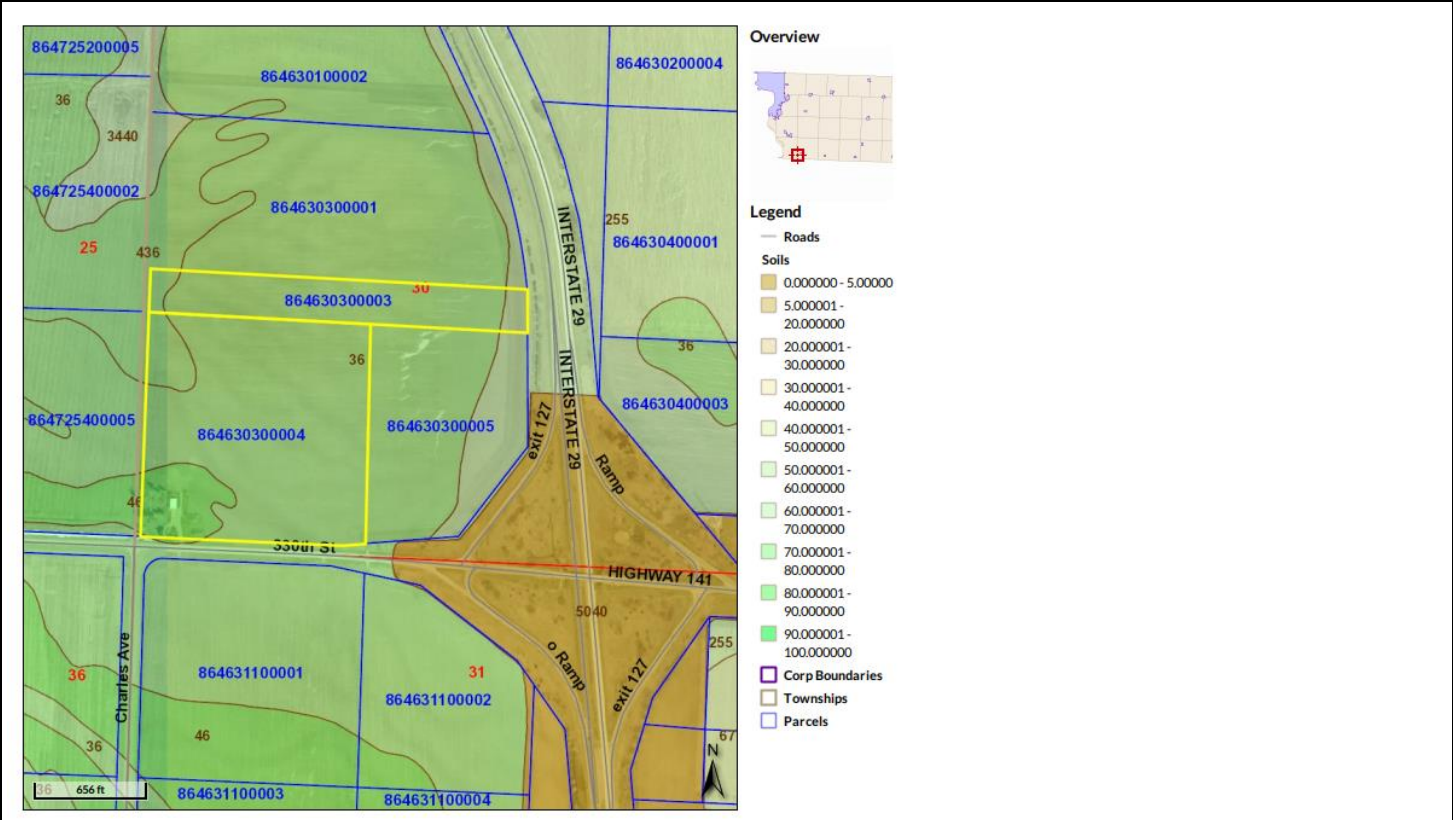 864725200005
864630100002
864630200004
36
3440
864725400002
864630300001
255
864630400001
25
436
INTERSTATE 29
30
864630300003
36
36
INTERSTATE 29
864630400003
864725400005
864630300004
864630300005
exit 127
Ramp
46
330th St
HIGHWAY 141
5040
255
Charles Ave
36
864631100001
31
864631100002
o Ramp
exit 127
46
36
67
N
36
656 ft
864631100003
864631100004
Overview
Legend
Roads
Soils
0.000000 - 5.00000
5.000001 -
20.000000
20.000001 -
30.000000
30.000001 -
40.000000
40.000001 -
50.000000
50.000001 -
60.000000
60.000001 -
70.000000
70.000001 -
80.000000
80.000001 -
90.000000
90.000001 -
100.000000
Corp Boundaries
Townships
Parcels